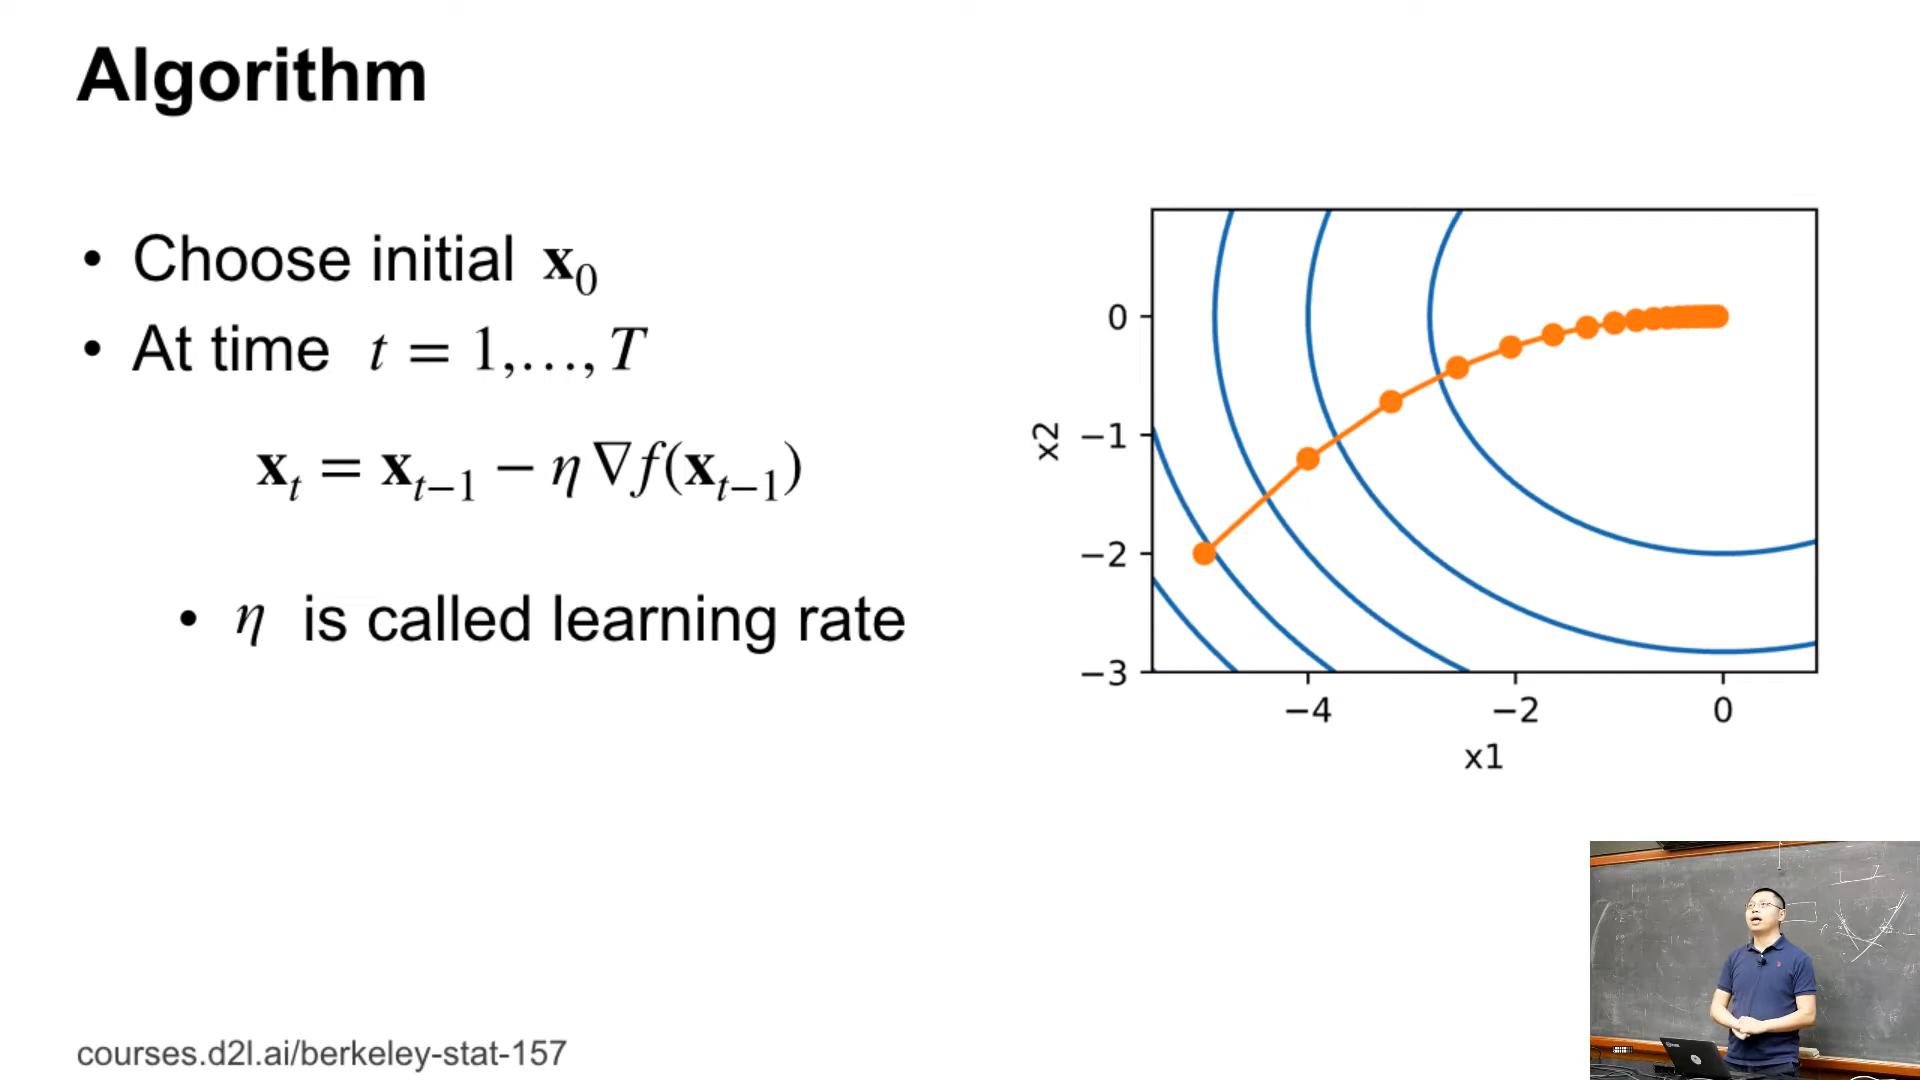 Algorithm
• Choose initial x₀
• At time t = 1,…, T
xₜ = xₜ₋₁ − η ∇f(xₜ₋₁)
• η is called learning rate
0
−1
−2
−3
x2
−4 −2 0
x1
courses.d2l.ai/berkeley-stat-157